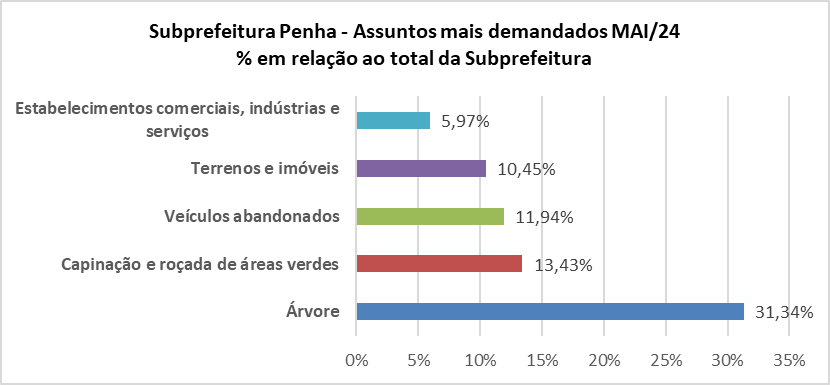 Subprefeitura Penha - Assuntos mais demandados MAI/24
% em relação ao total da Subprefeitura
Estabelecimentos comerciais, indústrias e
serviços
5,97%
Terrenos e imóveis
10,45%
Veículos abandonados
11,94%
Capinação e roçada de áreas verdes
13,43%
Árvore
31,34%
0% 5% 10% 15% 20% 25% 30% 35%